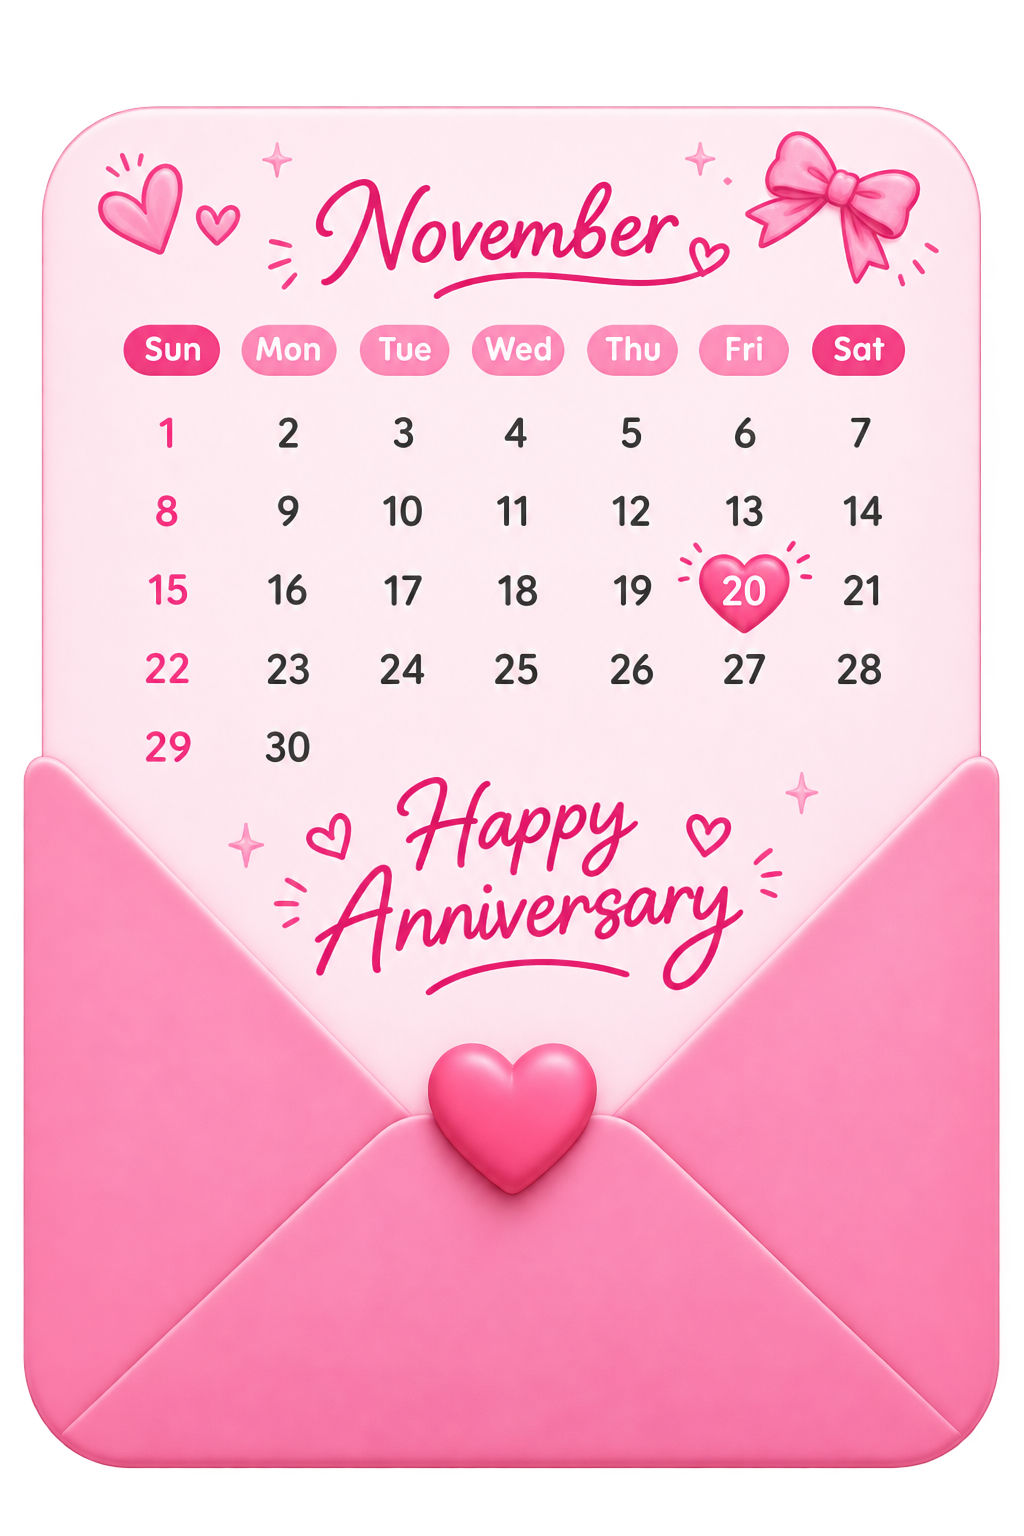 November
Sun Mon Tue Wed Thu Fri Sat
1 2 3 4 5 6 7
8 9 10 11 12 13 14
15 16 17 18 19 20 21
22 23 24 25 26 27 28
29 30
Happy
Anniversary